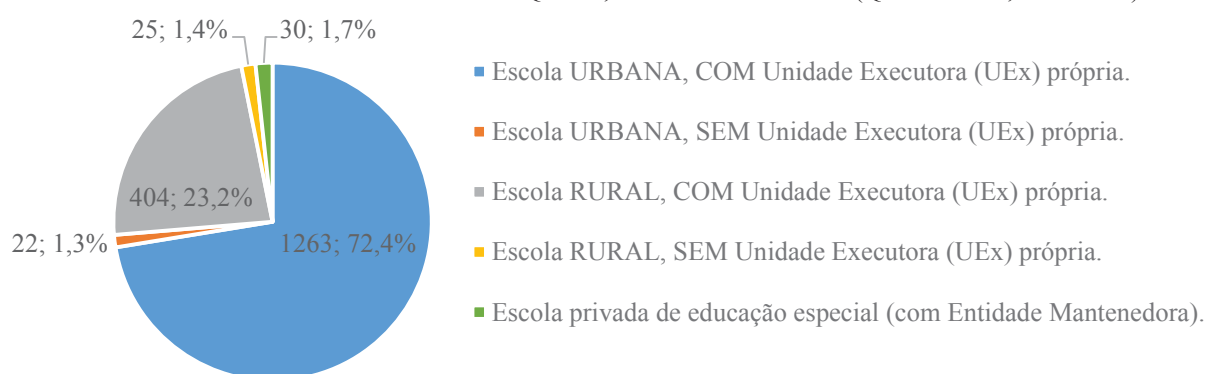 25; 1,4%
30; 1,7%
404; 23,2%
22; 1,3%
1263; 72,4%
Escola URBANA, COM Unidade Executora (UEx) própria.
Escola URBANA, SEM Unidade Executora (UEx) própria.
Escola RURAL, COM Unidade Executora (UEx) própria.
Escola RURAL, SEM Unidade Executora (UEx) própria.
Escola privada de educação especial (com Entidade Mantenedora).